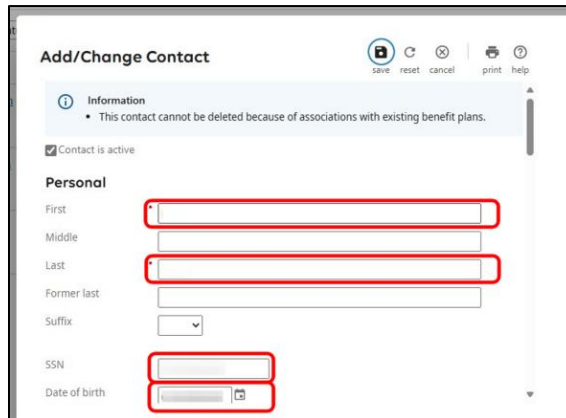 Add/Change Contact
save reset cancel print help
Information
• This contact cannot be deleted because of associations with existing benefit plans.
Contact is active
Personal
First
Middle
Last
Former last
Suffix
SSN
Date of birth